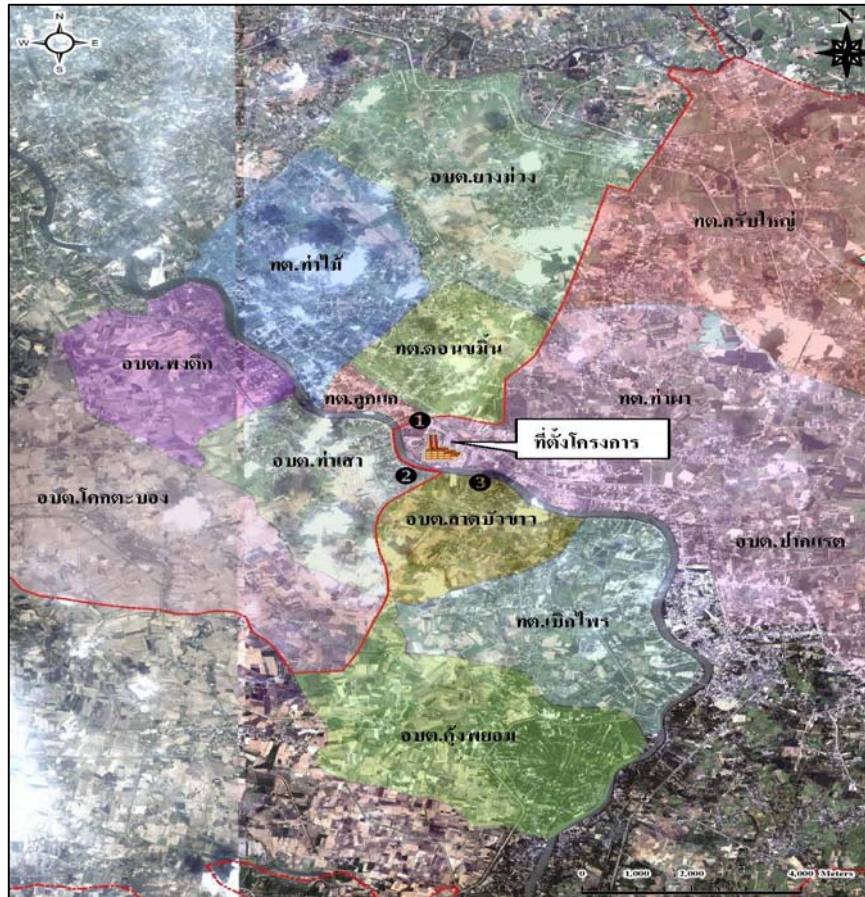 N
W E
S
อบต.ยางม่วง
ทต.กรับใหญ่
ทต.ท่าไม้
ทต.ดอนขมิ้น
อบต.พงตึก
ทต.ลูกแก
ทต.ท่าผา
❶
ที่ตั้งโครงการ
อบต.ท่าเสา
❷
❸
อบต.โคกตะบอง
อบต.ลาดบัวขาว
อบต.ปากแรต
ทต.เบิกไพร
อบต.คุ้งพยอม
0 1,000 2,000 4,000 Meters